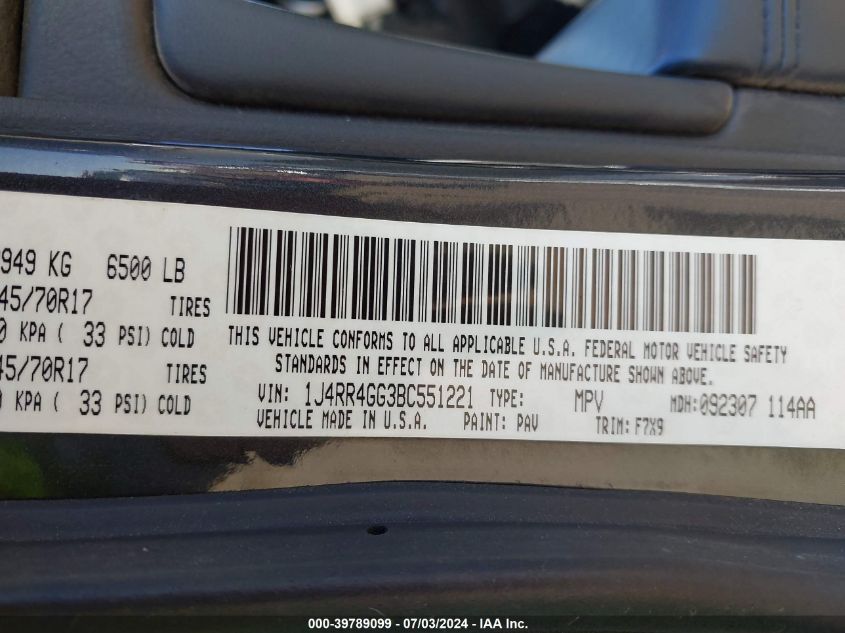 949 KG 6500 LB
45/70R17 TIRES
0 KPA ( 33 PSI) COLD
45/70R17 TIRES
0 KPA ( 33 PSI) COLD
THIS VEHICLE CONFORMS TO ALL APPLICABLE U.S.A. FEDERAL MOTOR VEHICLE SAFETY
STANDARDS IN EFFECT ON THE DATE OF MANUFACTURE SHOWN ABOVE.
VIN: 1J4RR4GG3BC551221 TYPE: MPV MDH:092307 114AA
VEHICLE MADE IN U.S.A. PAINT: PAV TRIM: F7X9
000-39789099 - 07/03/2024 - IAA Inc.